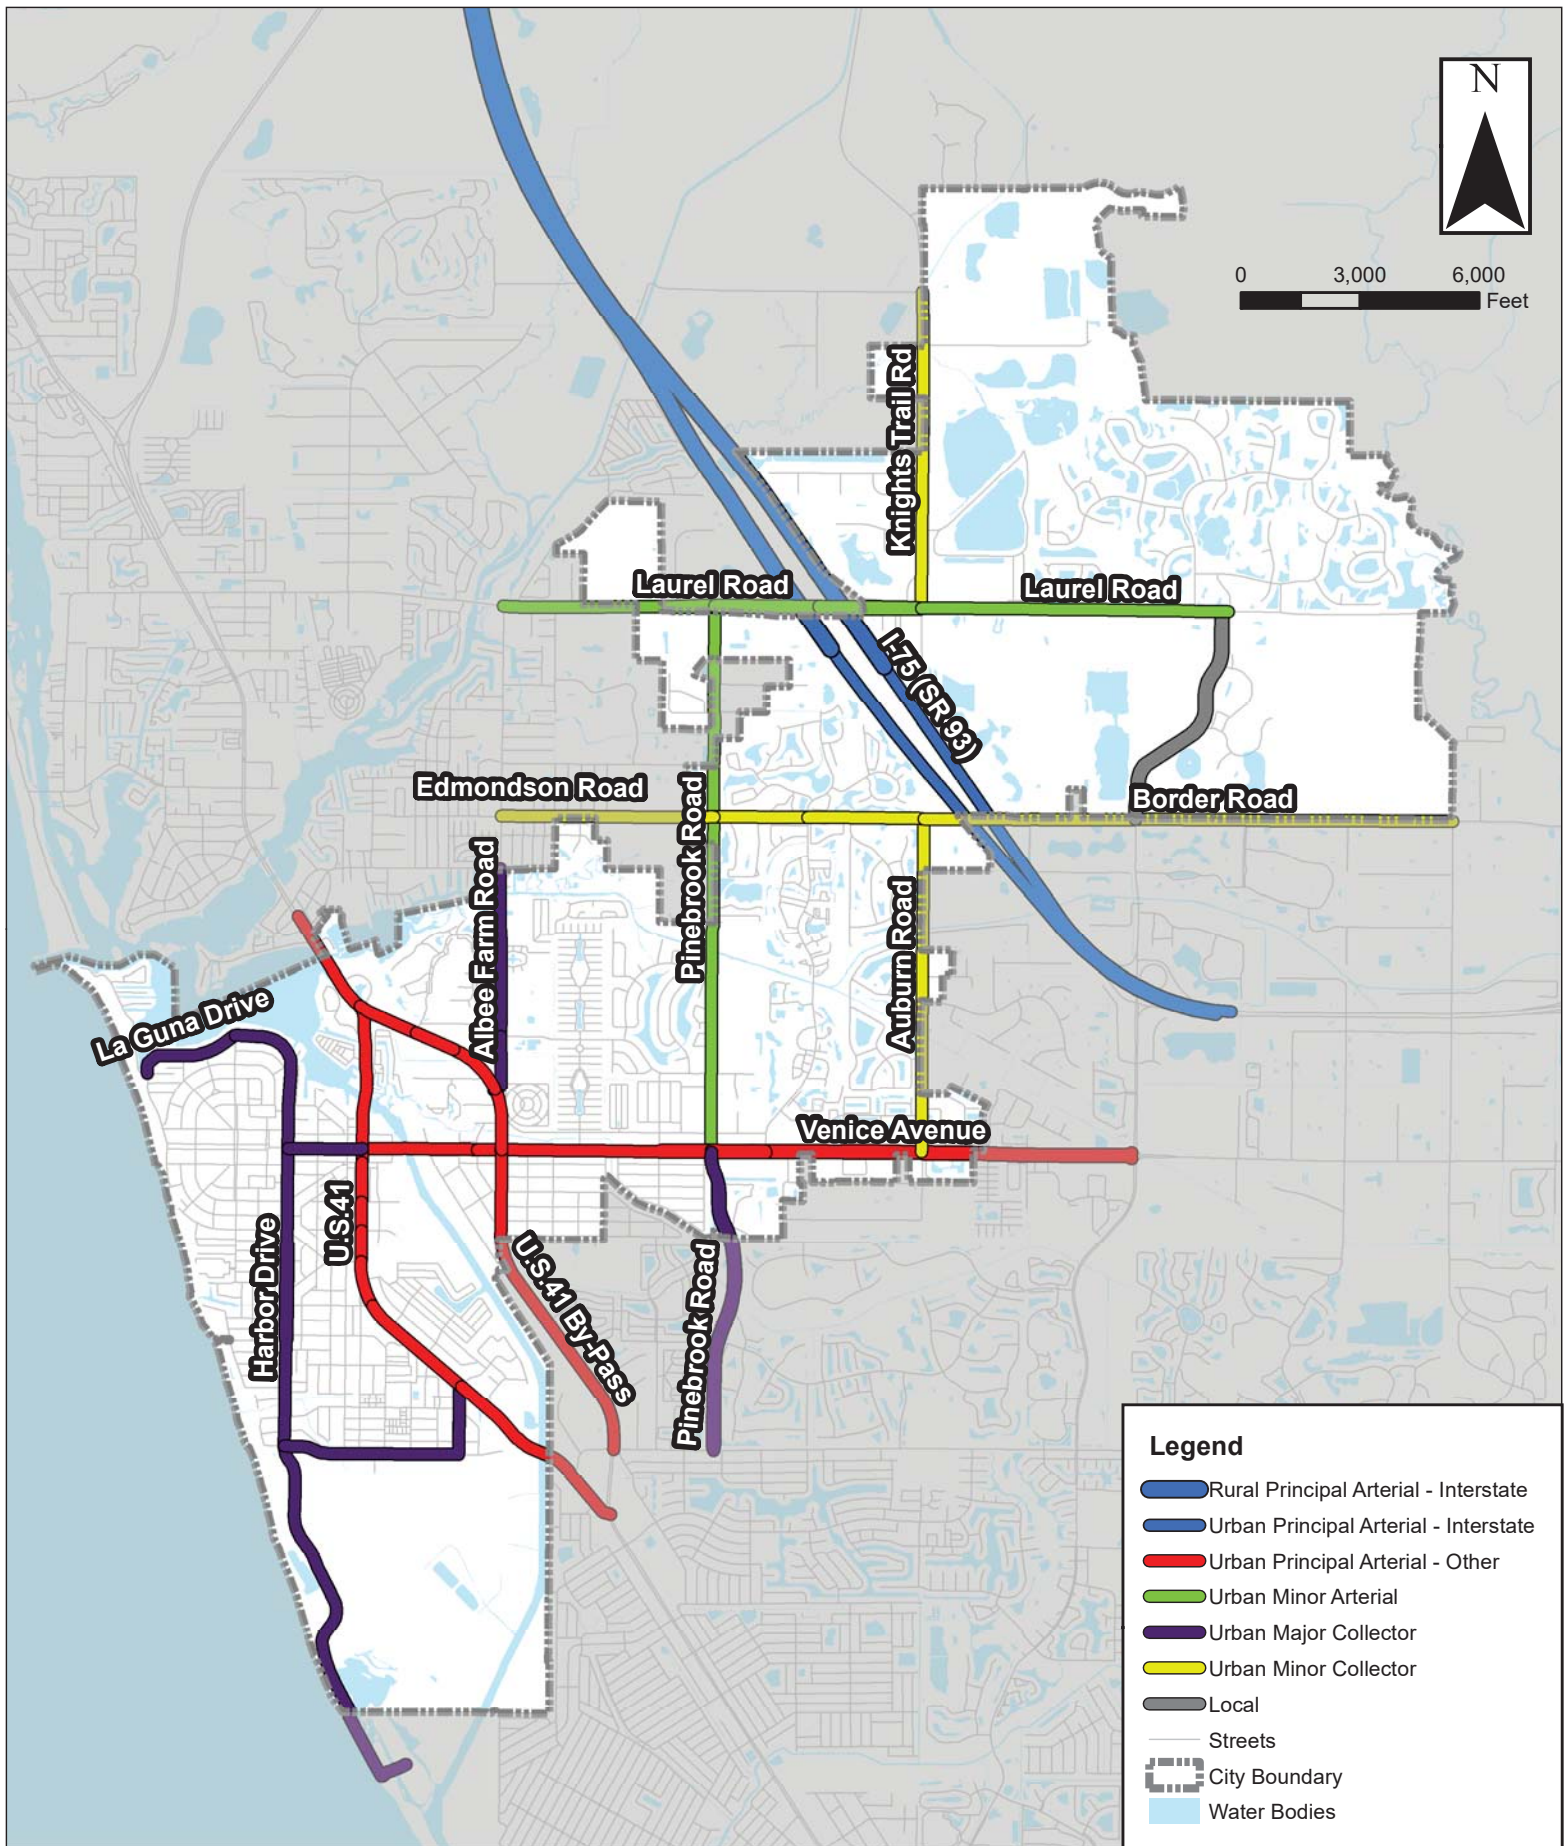 N
0 3,000 6,000
Feet
Knights Trail Rd
Laurel Road
Laurel Road
I-75 (SR 93)
Edmondson Road
Pinebrook Road
Border Road
Albee Farm Road
Auburn Road
La Guna Drive
Venice Avenue
U.S.41
Harbor Drive
U.S.41 By-Pass
Pinebrook Road
Legend
Rural Principal Arterial - Interstate
Urban Principal Arterial - Interstate
Urban Principal Arterial - Other
Urban Minor Arterial
Urban Major Collector
Urban Minor Collector
Local
Streets
City Boundary
Water Bodies